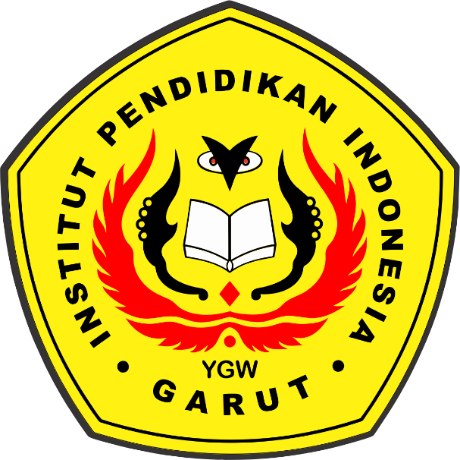 INSTITUT PENDIDIKAN INDONESIA
YGW
• GARUT •